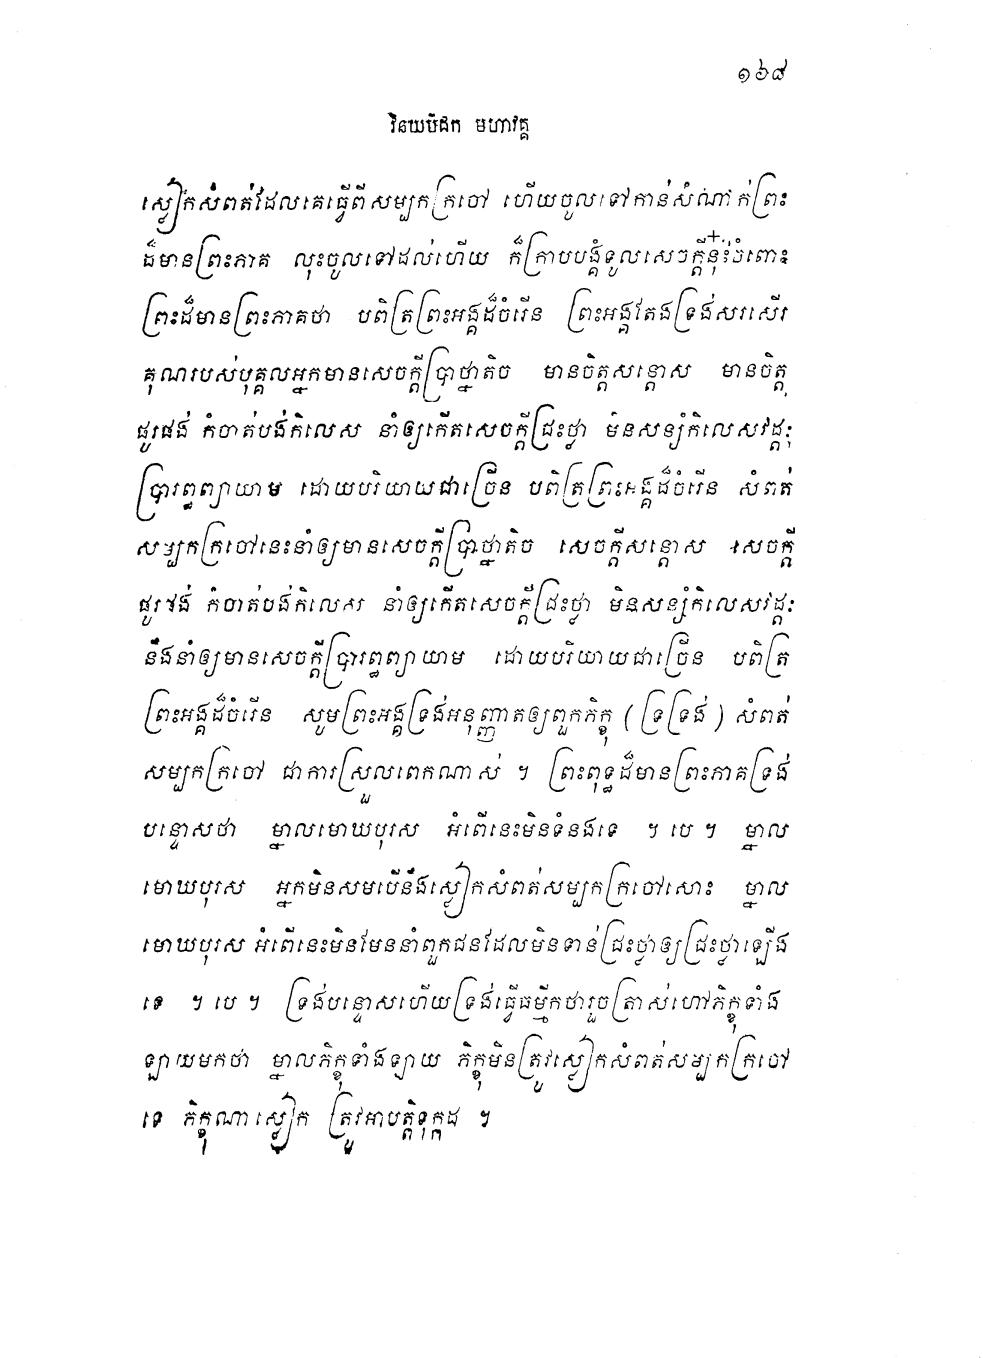 ១៦៨
វិនយបិដក មហាវគ្គ
ស្លៀកសំពត់ដែលគេធ្វើពីសម្បកក្រចៅ ហើយចូលទៅកាន់សំណាក់ព្រះ
ដ៏មានព្រះភាគ លុះចូលទៅដល់ហើយ ក៏ក្រាបបង្គំទូលសេចក្តីនុ៎ះចំពោះ
ព្រះដ៏មានព្រះភាគថា បពិត្រព្រះអង្គដ៏ចំរើន ព្រះអង្គតែងទ្រង់សរសើរ
គុណរបស់បុគ្គលអ្នកមានសេចក្តីប្រាថ្នាតិច មានចិត្តសន្តោស មានចិត្ត
ផូរផង់ កំចាត់បង់កិលេស នាំឲ្យកើតសេចក្តីជ្រះថ្លា មិនសន្សំកិលេសវដ្តៈ
ប្រារព្ធព្យាយាម ដោយបរិយាយជាច្រើន បពិត្រព្រះអង្គដ៏ចំរើន សំពត់
សម្បកក្រចៅនេះនាំឲ្យមានសេចក្តីប្រាថ្នាតិច សេចក្តីសន្តោស សេចក្តី
ផូរផង់ កំចាត់បង់កិលេស នាំឲ្យកើតសេចក្តីជ្រះថ្លា មិនសន្សំកិលេសវដ្តៈ
នឹងនាំឲ្យមានសេចក្តីប្រារព្ធព្យាយាម ដោយបរិយាយជាច្រើន បពិត្រ
ព្រះអង្គដ៏ចំរើន សូមព្រះអង្គទ្រង់អនុញ្ញាតឲ្យពួកភិក្ខុ ( ទ្រទ្រង់ ) សំពត់
សម្បកក្រចៅ ជាការស្រួលពេកណាស់ ។ ព្រះពុទ្ធដ៏មានព្រះភាគទ្រង់
បន្ទោសថា ម្នាលមោឃបុរស អំពើនេះមិនទំនងទេ ។ បេ ។ ម្នាល
មោឃបុរស អ្នកមិនសមបើនឹងស្លៀកសំពត់សម្បកក្រចៅសោះ ម្នាល
មោឃបុរស អំពើនេះមិនមែននាំពួកជនដែលមិនទាន់ជ្រះថ្លាឲ្យជ្រះថ្លាឡើង
ទេ ។ បេ ។ ទ្រង់បន្ទោសហើយទ្រង់ធ្វើធម្មីកថារួចត្រាស់ហៅភិក្ខុទាំង
ឡាយមកថា ម្នាលភិក្ខុទាំងឡាយ ភិក្ខុមិនត្រូវស្លៀកសំពត់សម្បកក្រចៅ
ទេ ភិក្ខុណាស្លៀក ត្រូវអាបត្តិទុក្កដ ។